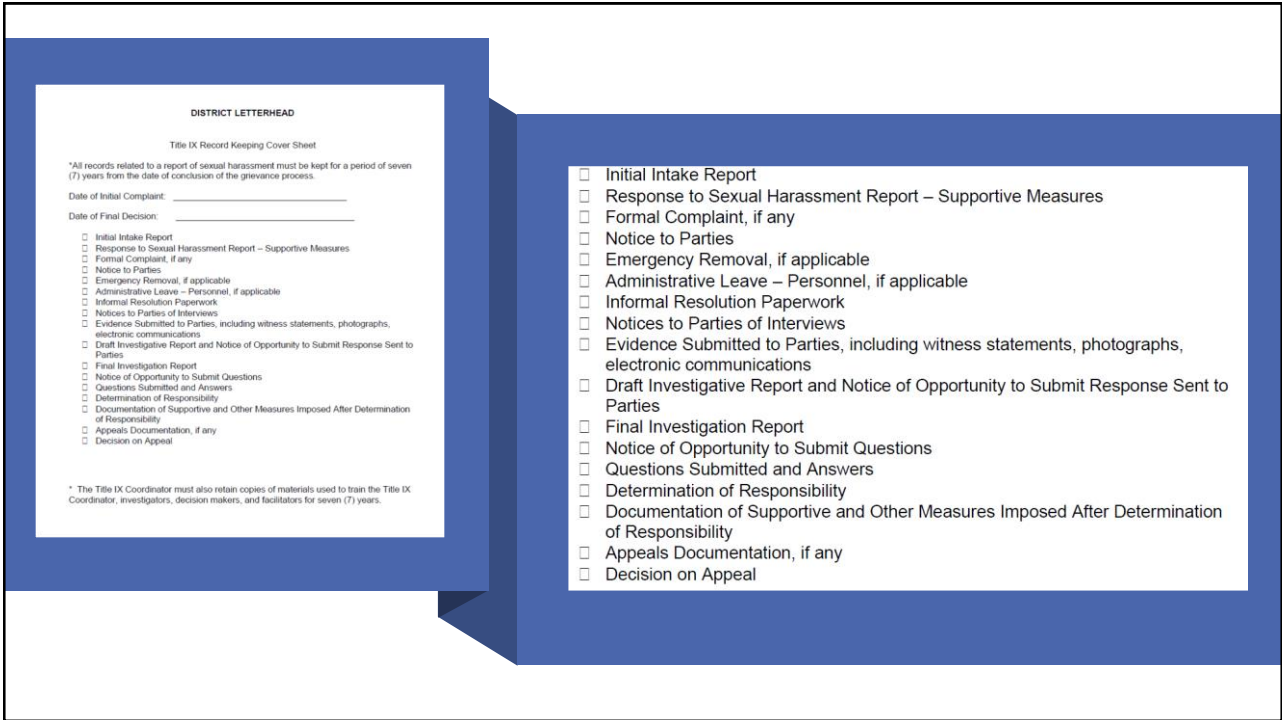 DISTRICT LETTERHEAD
Title IX Record Keeping Cover Sheet
*All records related to a report of sexual harassment must be kept for a period of seven
(7) years from the date of conclusion of the grievance process.
Date of Initial Complaint:
Date of Final Decision:
Initial Intake Report
Response to Sexual Harassment Report – Supportive Measures
Formal Complaint, if any
Notice to Parties
Emergency Removal, if applicable
Administrative Leave – Personnel, if applicable
Informal Resolution Paperwork
Notices to Parties of Interviews
Evidence Submitted to Parties, including witness statements, photographs,
electronic communications
Draft Investigative Report and Notice of Opportunity to Submit Response Sent to
Parties
Final Investigation Report
Notice of Opportunity to Submit Questions
Questions Submitted and Answers
Determination of Responsibility
Documentation of Supportive and Other Measures Imposed After Determination
of Responsibility
Appeals Documentation, if any
Decision on Appeal
* The Title IX Coordinator must also retain copies of materials used to train the Title IX
Coordinator, investigators, decision makers, and facilitators for seven (7) years.
Initial Intake Report
Response to Sexual Harassment Report – Supportive Measures
Formal Complaint, if any
Notice to Parties
Emergency Removal, if applicable
Administrative Leave – Personnel, if applicable
Informal Resolution Paperwork
Notices to Parties of Interviews
Evidence Submitted to Parties, including witness statements, photographs,
electronic communications
Draft Investigative Report and Notice of Opportunity to Submit Response Sent to
Parties
Final Investigation Report
Notice of Opportunity to Submit Questions
Questions Submitted and Answers
Determination of Responsibility
Documentation of Supportive and Other Measures Imposed After Determination
of Responsibility
Appeals Documentation, if any
Decision on Appeal